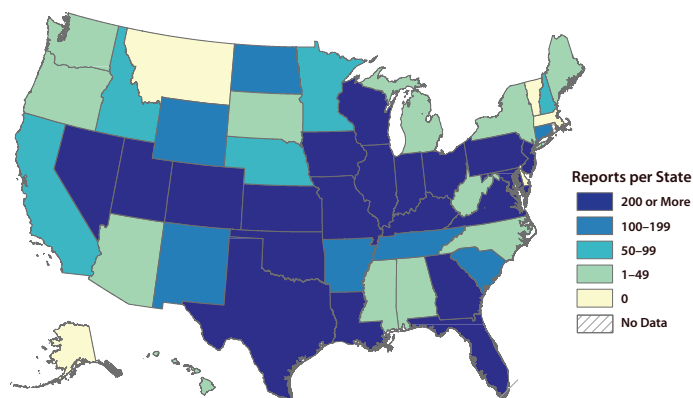 Reports per State
200 or More
100–199
50–99
1–49
0
No Data